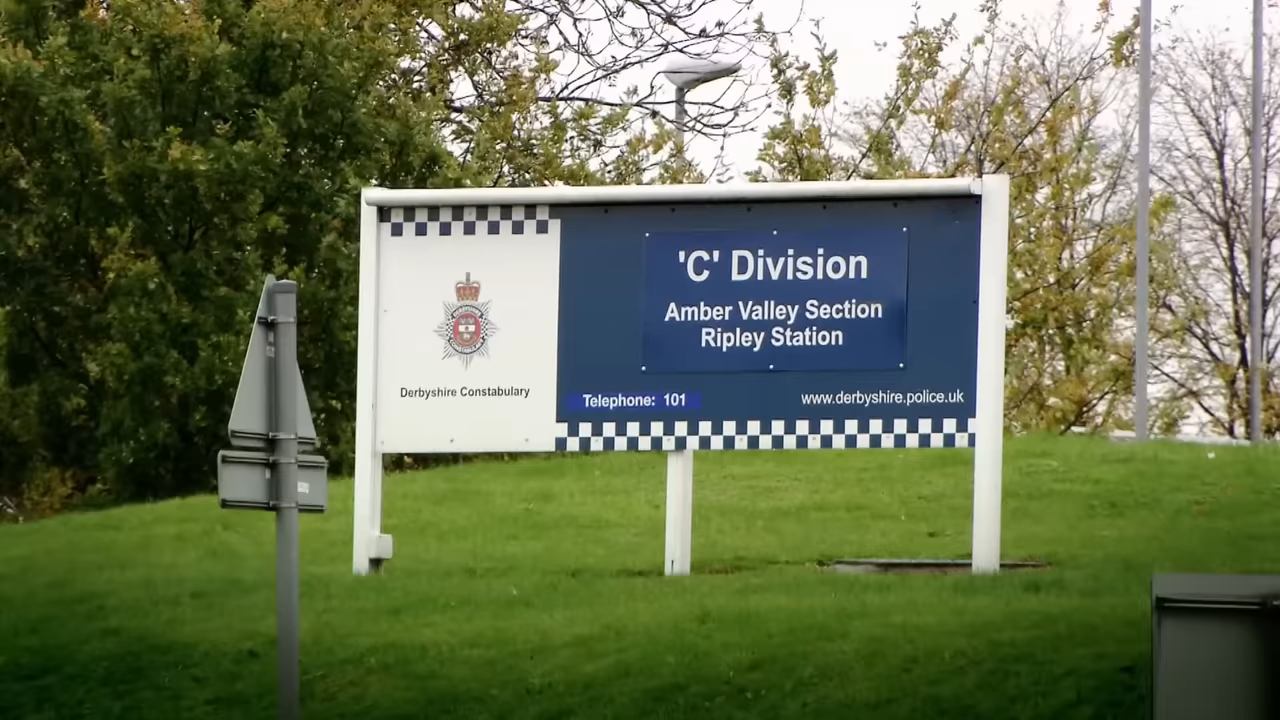 Derbyshire Constabulary
'C' Division
Amber Valley Section
Ripley Station
Telephone: 101
www.derbyshire.police.uk